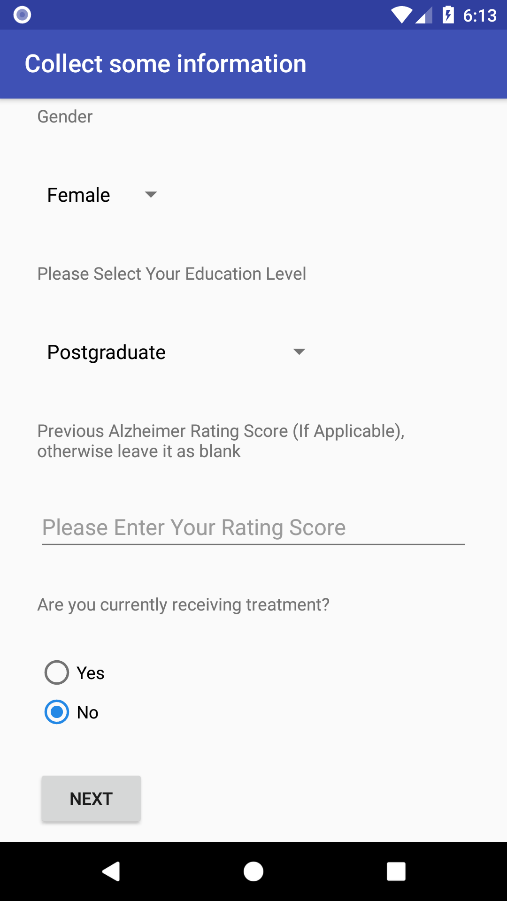 6:13
Collect some information
Gender
Female
Please Select Your Education Level
Postgraduate
Previous Alzheimer Rating Score (If Applicable),
otherwise leave it as blank
Please Enter Your Rating Score
Are you currently receiving treatment?
Yes
No
NEXT